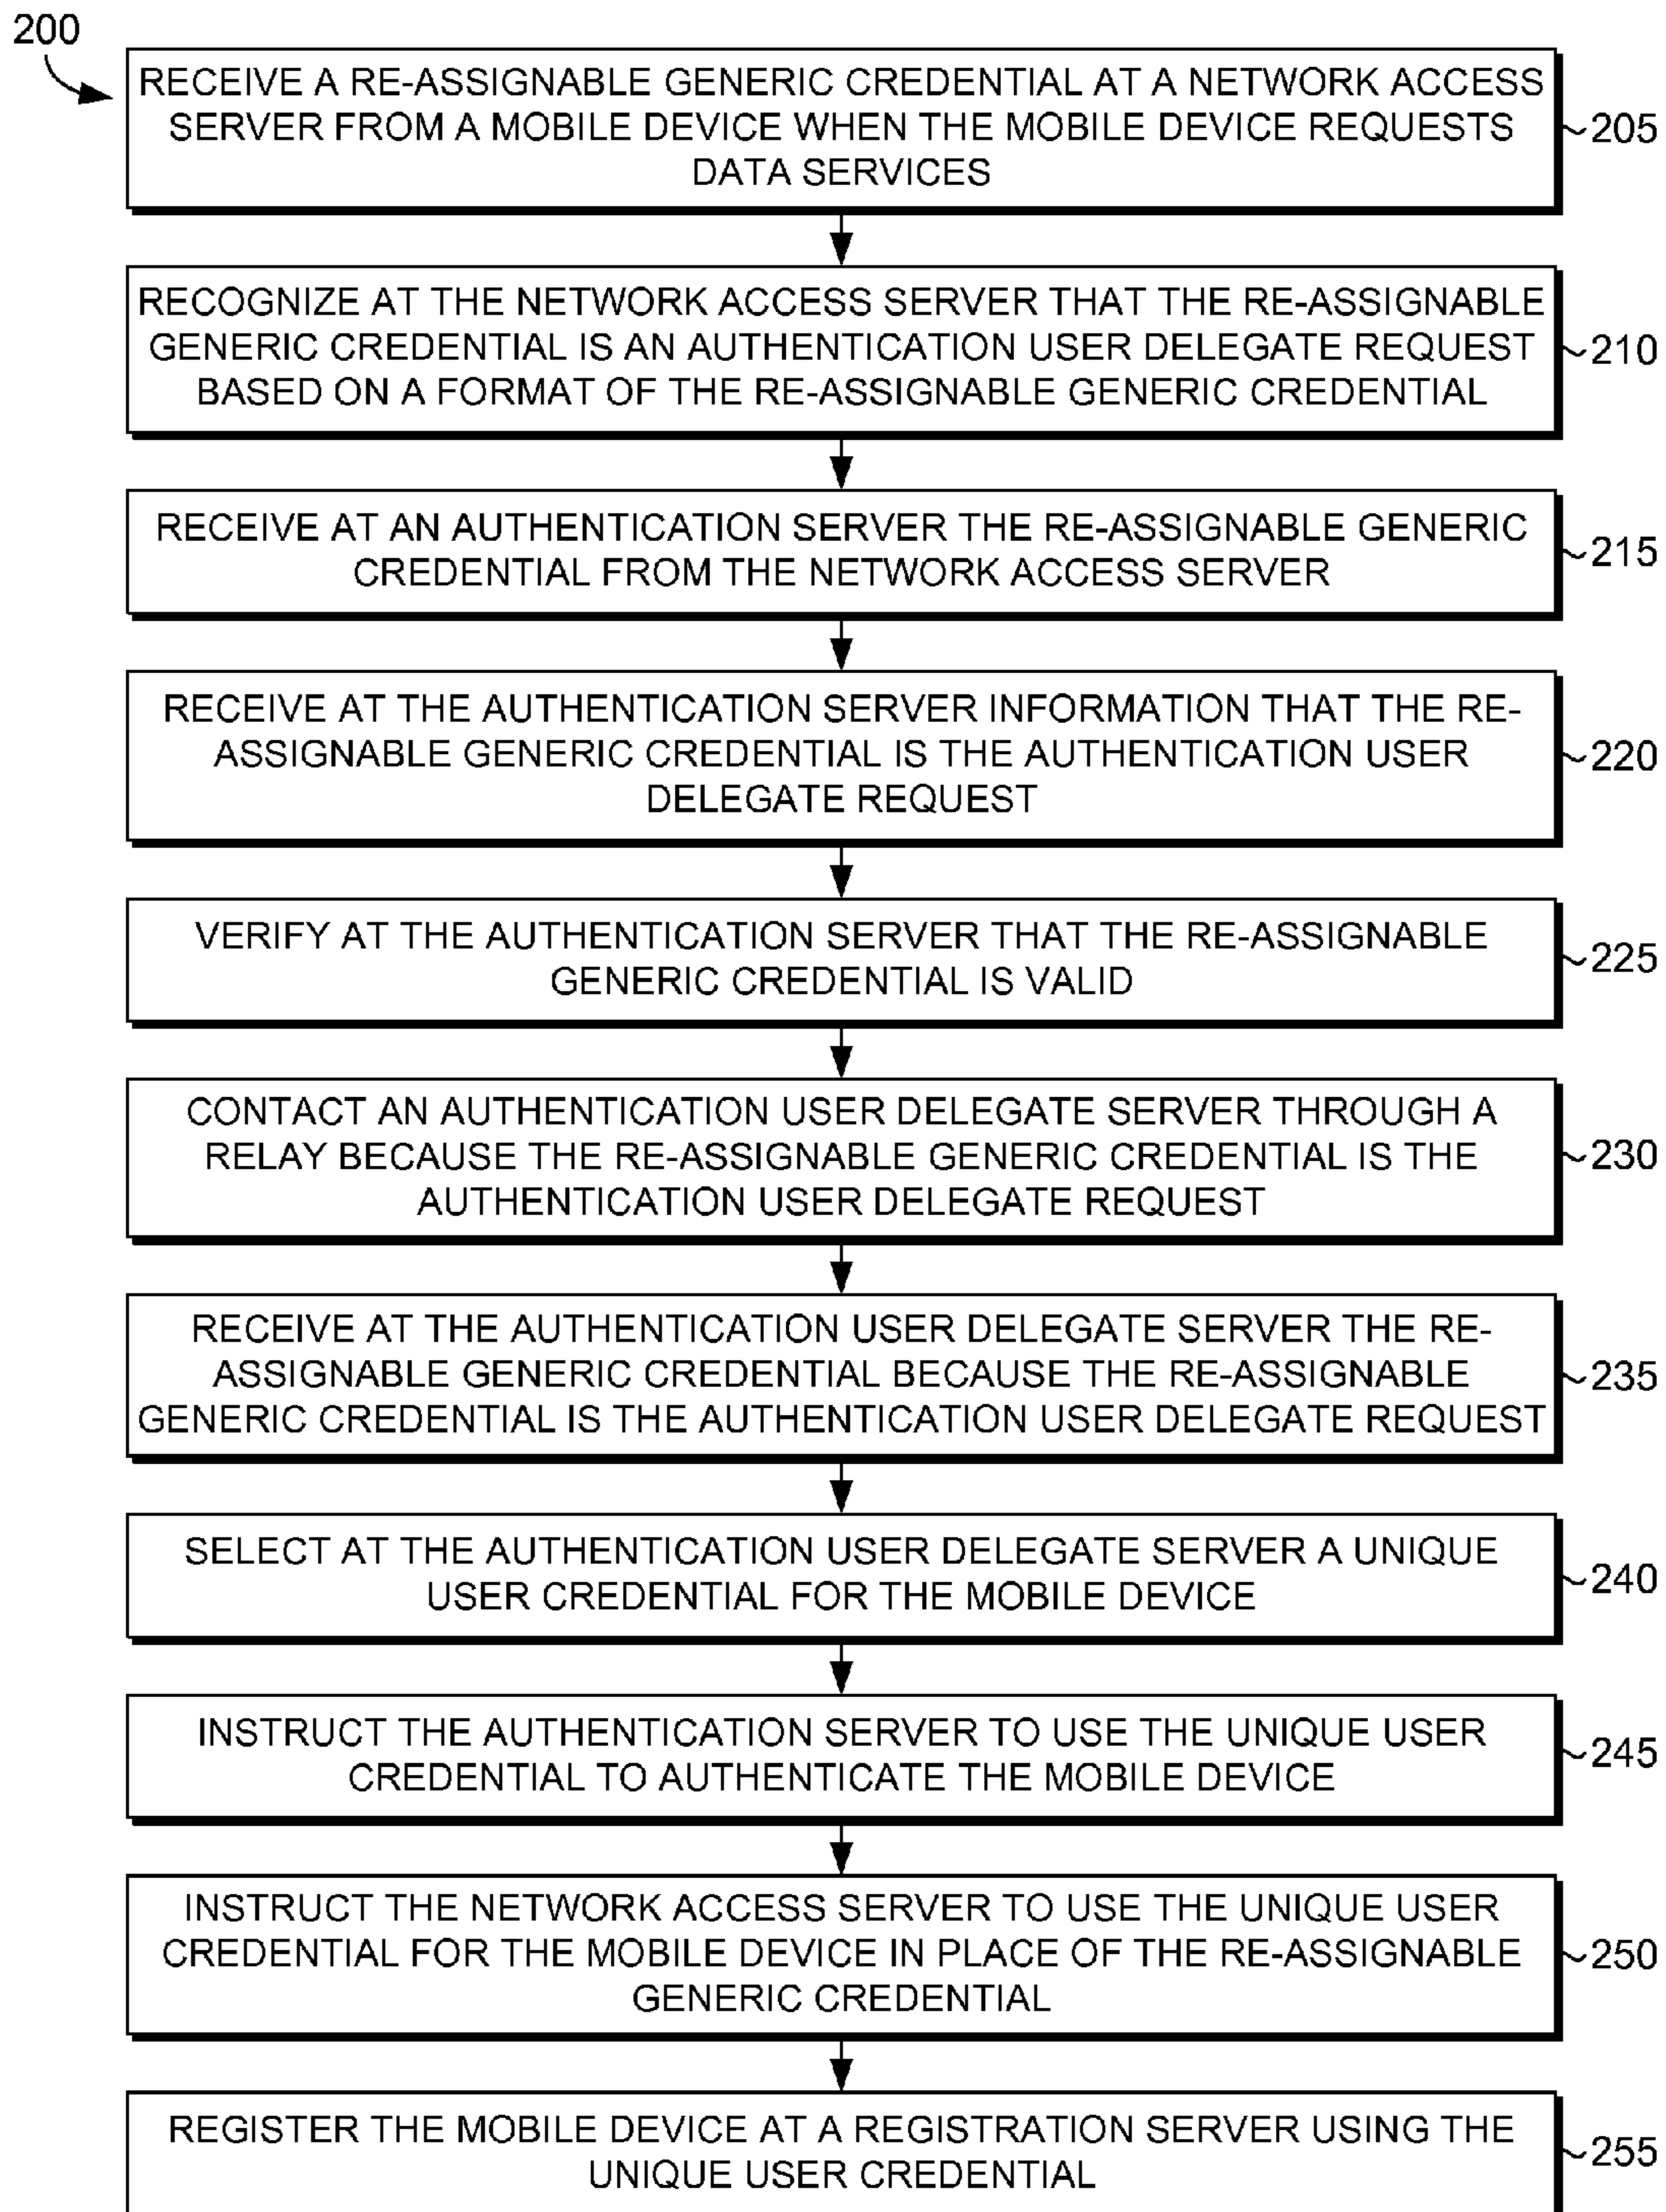 200
RECEIVE A RE-ASSIGNABLE GENERIC CREDENTIAL AT A NETWORK ACCESS
SERVER FROM A MOBILE DEVICE WHEN THE MOBILE DEVICE REQUESTS
DATA SERVICES
205
RECOGNIZE AT THE NETWORK ACCESS SERVER THAT THE RE-ASSIGNABLE
GENERIC CREDENTIAL IS AN AUTHENTICATION USER DELEGATE REQUEST
BASED ON A FORMAT OF THE RE-ASSIGNABLE GENERIC CREDENTIAL
210
RECEIVE AT AN AUTHENTICATION SERVER THE RE-ASSIGNABLE GENERIC
CREDENTIAL FROM THE NETWORK ACCESS SERVER
215
RECEIVE AT THE AUTHENTICATION SERVER INFORMATION THAT THE RE-
ASSIGNABLE GENERIC CREDENTIAL IS THE AUTHENTICATION USER
DELEGATE REQUEST
220
VERIFY AT THE AUTHENTICATION SERVER THAT THE RE-ASSIGNABLE
GENERIC CREDENTIAL IS VALID
225
CONTACT AN AUTHENTICATION USER DELEGATE SERVER THROUGH A
RELAY BECAUSE THE RE-ASSIGNABLE GENERIC CREDENTIAL IS THE
AUTHENTICATION USER DELEGATE REQUEST
230
RECEIVE AT THE AUTHENTICATION USER DELEGATE SERVER THE RE-
ASSIGNABLE GENERIC CREDENTIAL BECAUSE THE RE-ASSIGNABLE
GENERIC CREDENTIAL IS THE AUTHENTICATION USER DELEGATE REQUEST
235
SELECT AT THE AUTHENTICATION USER DELEGATE SERVER A UNIQUE
USER CREDENTIAL FOR THE MOBILE DEVICE
240
INSTRUCT THE AUTHENTICATION SERVER TO USE THE UNIQUE USER
CREDENTIAL TO AUTHENTICATE THE MOBILE DEVICE
245
INSTRUCT THE NETWORK ACCESS SERVER TO USE THE UNIQUE USER
CREDENTIAL FOR THE MOBILE DEVICE IN PLACE OF THE RE-ASSIGNABLE
GENERIC CREDENTIAL
250
REGISTER THE MOBILE DEVICE AT A REGISTRATION SERVER USING THE
UNIQUE USER CREDENTIAL
255